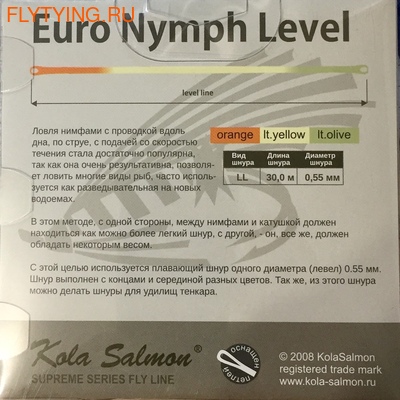 FLYTYING.RU
Euro Nymph Level
level line
Ловля нимфами с проводкой вдоль
дна, по струе, с подачей со скоростью
течения стала достаточно популярна,
так как она очень результативна, позволя-
ет ловить многие виды рыб, часто исполь-
зуется как разведывательная на новых
водоемах.
orange lt.yellow lt.olive
Вид шнура Длина шнура Диаметр шнура
LL 30,0 м 0,55 мм
В этом методе, с одной стороны, между нимфами и катушкой должен
находиться как можно более легкий шнур, с другой, - он, все же, должен
обладать некоторым весом.
С этой целью используется плавающий шнур одного диаметра (левел) 0.55 мм.
Шнур выполнен с концами и серединой разных цветов. Так же, из этого шнура
можно делать шнуры для удилищ тенкара.
Kola Salmon®
SUPREME SERIES FLY LINE
оснащен
петлей
© 2008 KolaSalmon
registered trade mark
www.kola-salmon.ru